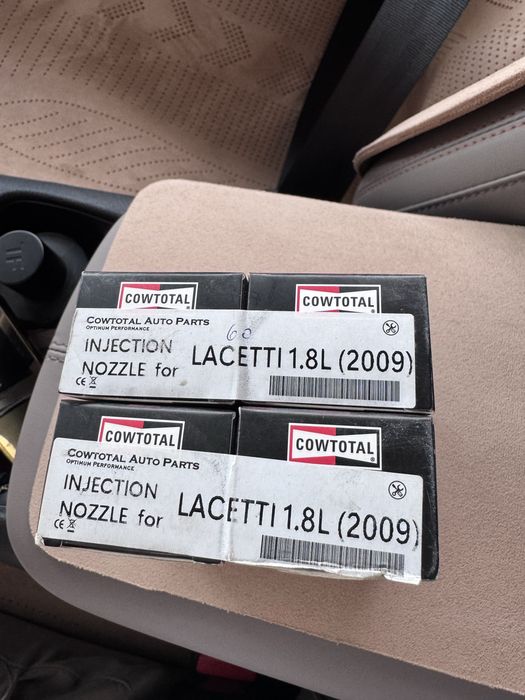 COWTOTAL
COWTOTAL
COWTOTAL AUTO PARTS
OPTIMUM PERFORMANCE
60
INJECTION
NOZZLE for
LACETTI 1.8L (2009)
CE
COWTOTAL
COWTOTAL
COWTOTAL AUTO PARTS
OPTIMUM PERFORMANCE
INJECTION
NOZZLE for
LACETTI 1.8L (2009)
CE